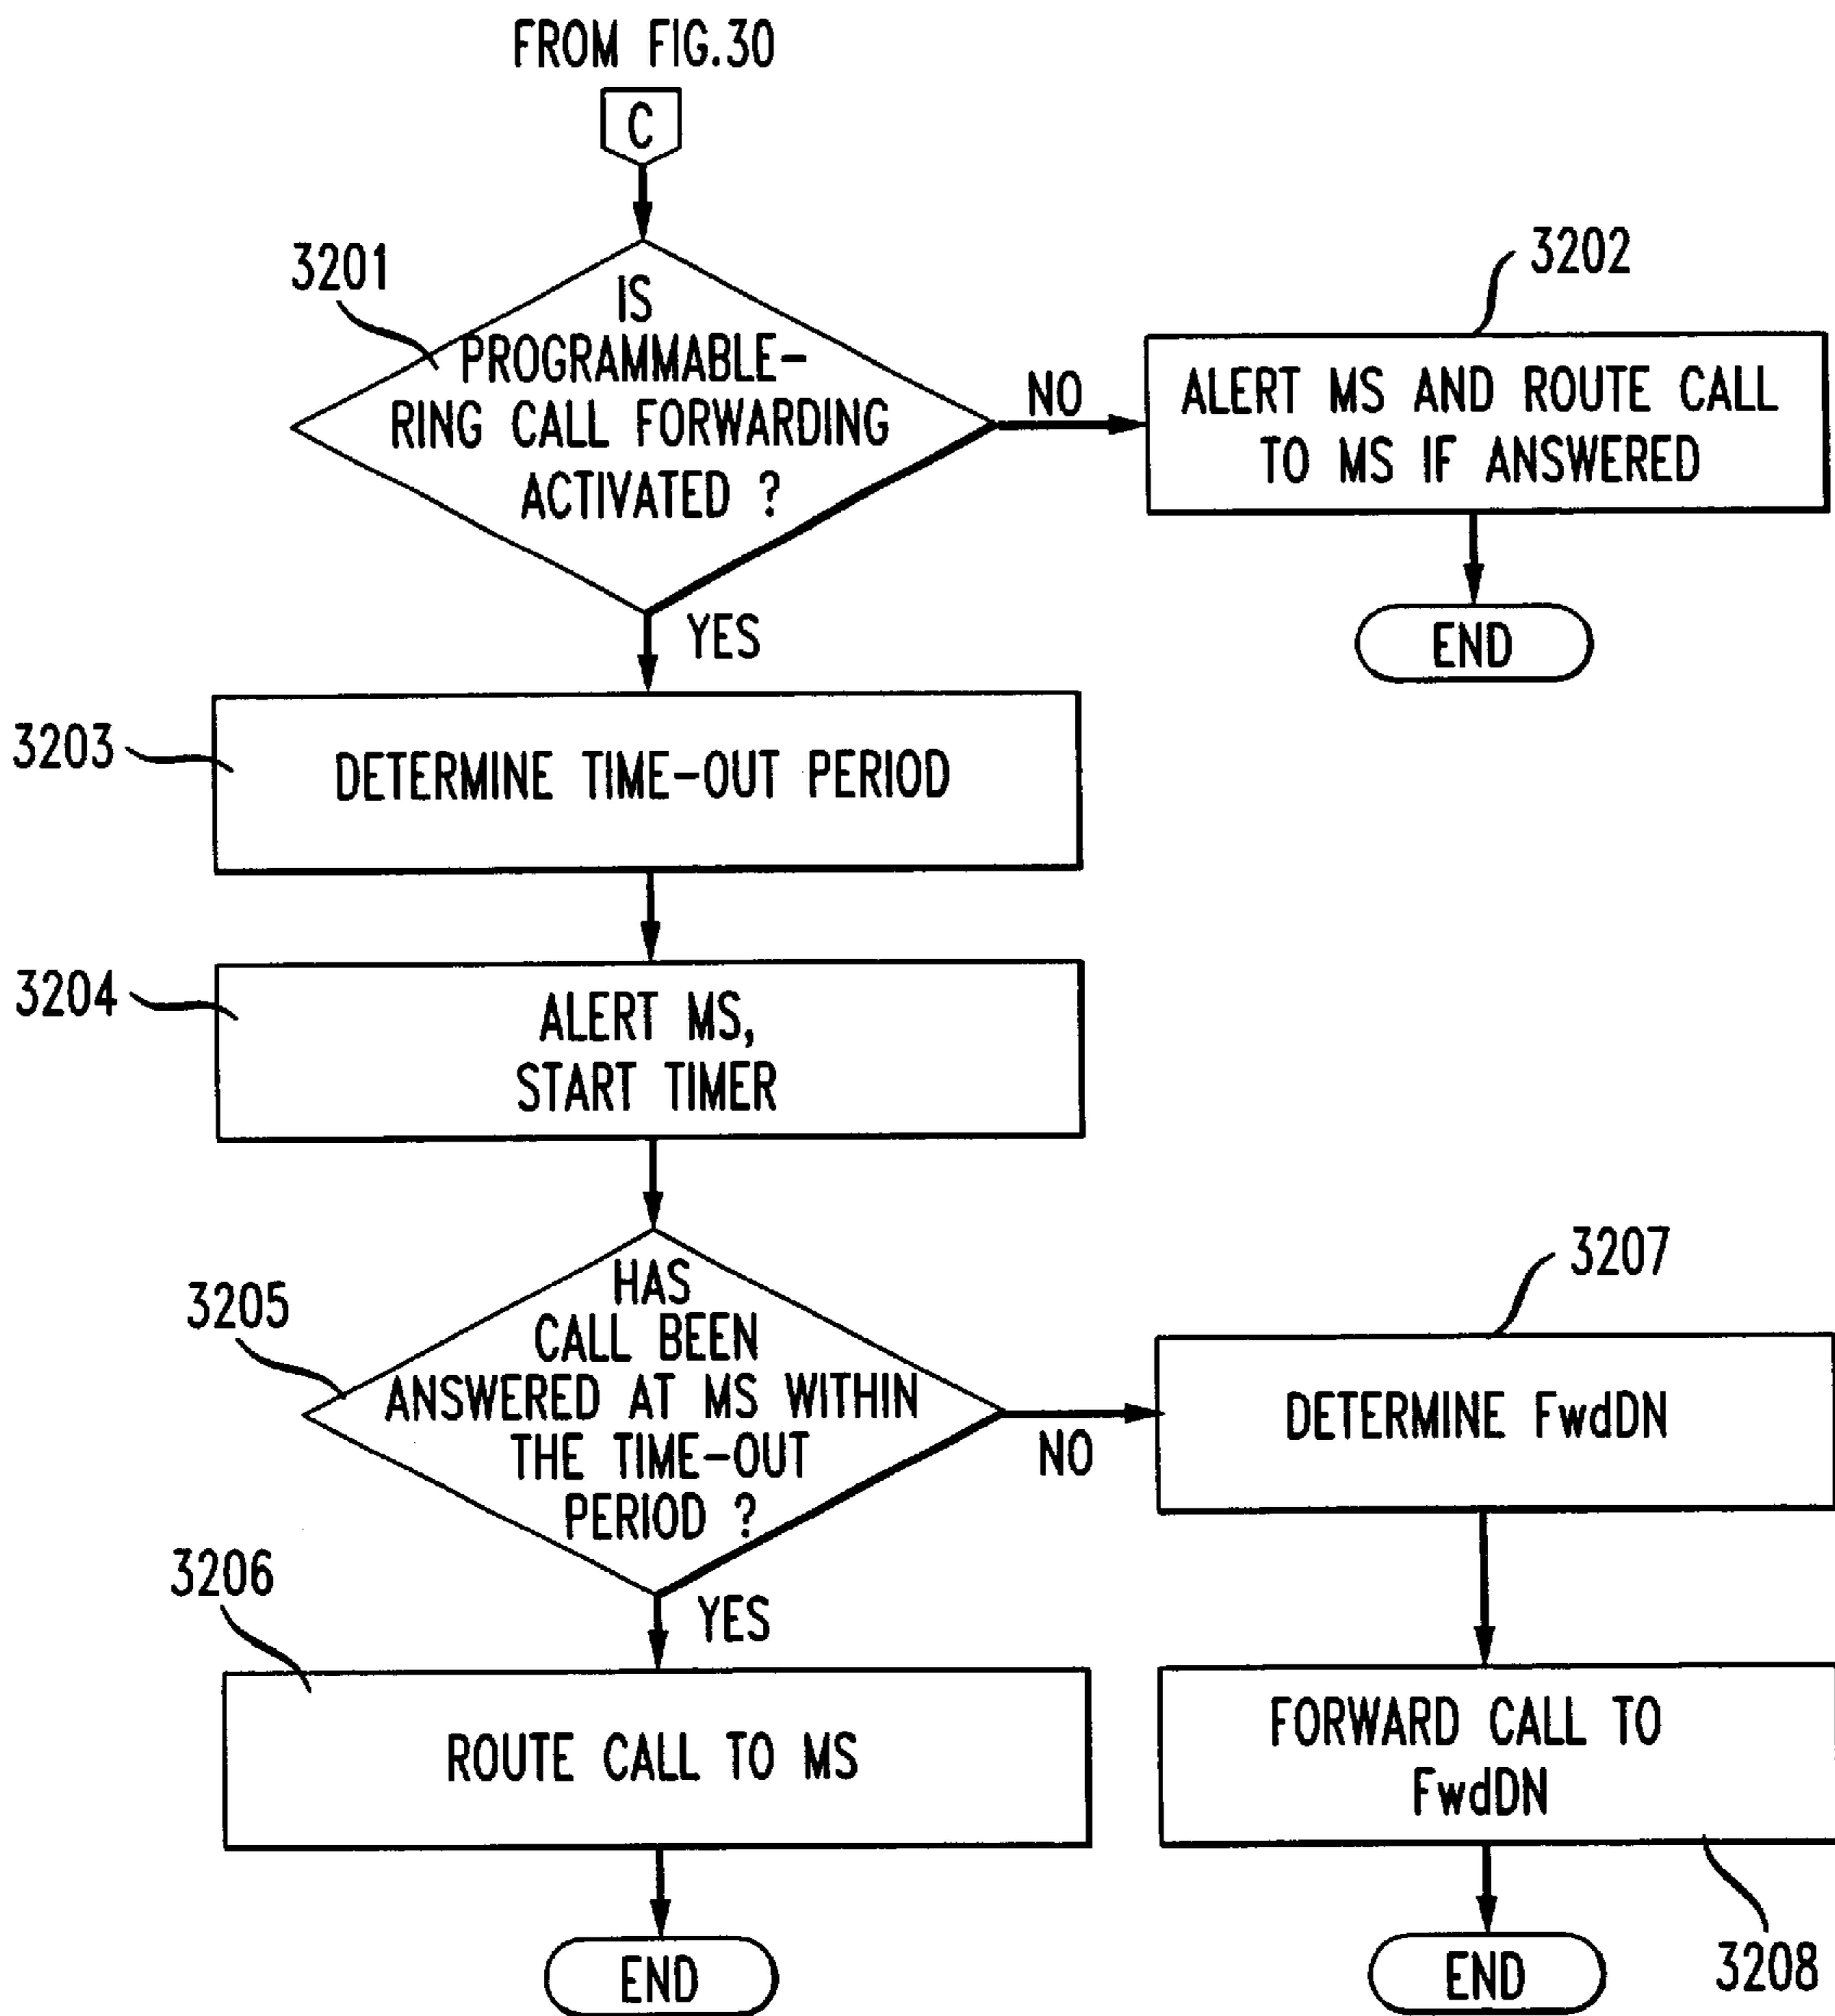 FROM FIG.30
C
3201
IS
PROGRAMMABLE-
RING CALL FORWARDING
ACTIVATED ?
NO
3202
ALERT MS AND ROUTE CALL
TO MS IF ANSWERED
END
YES
3203
DETERMINE TIME-OUT PERIOD
3204
ALERT MS,
START TIMER
3205
HAS
CALL BEEN
ANSWERED AT MS WITHIN
THE TIME-OUT
PERIOD ?
NO
3207
DETERMINE FwdDN
YES
3206
ROUTE CALL TO MS
END
FORWARD CALL TO
FwdDN
3208
END